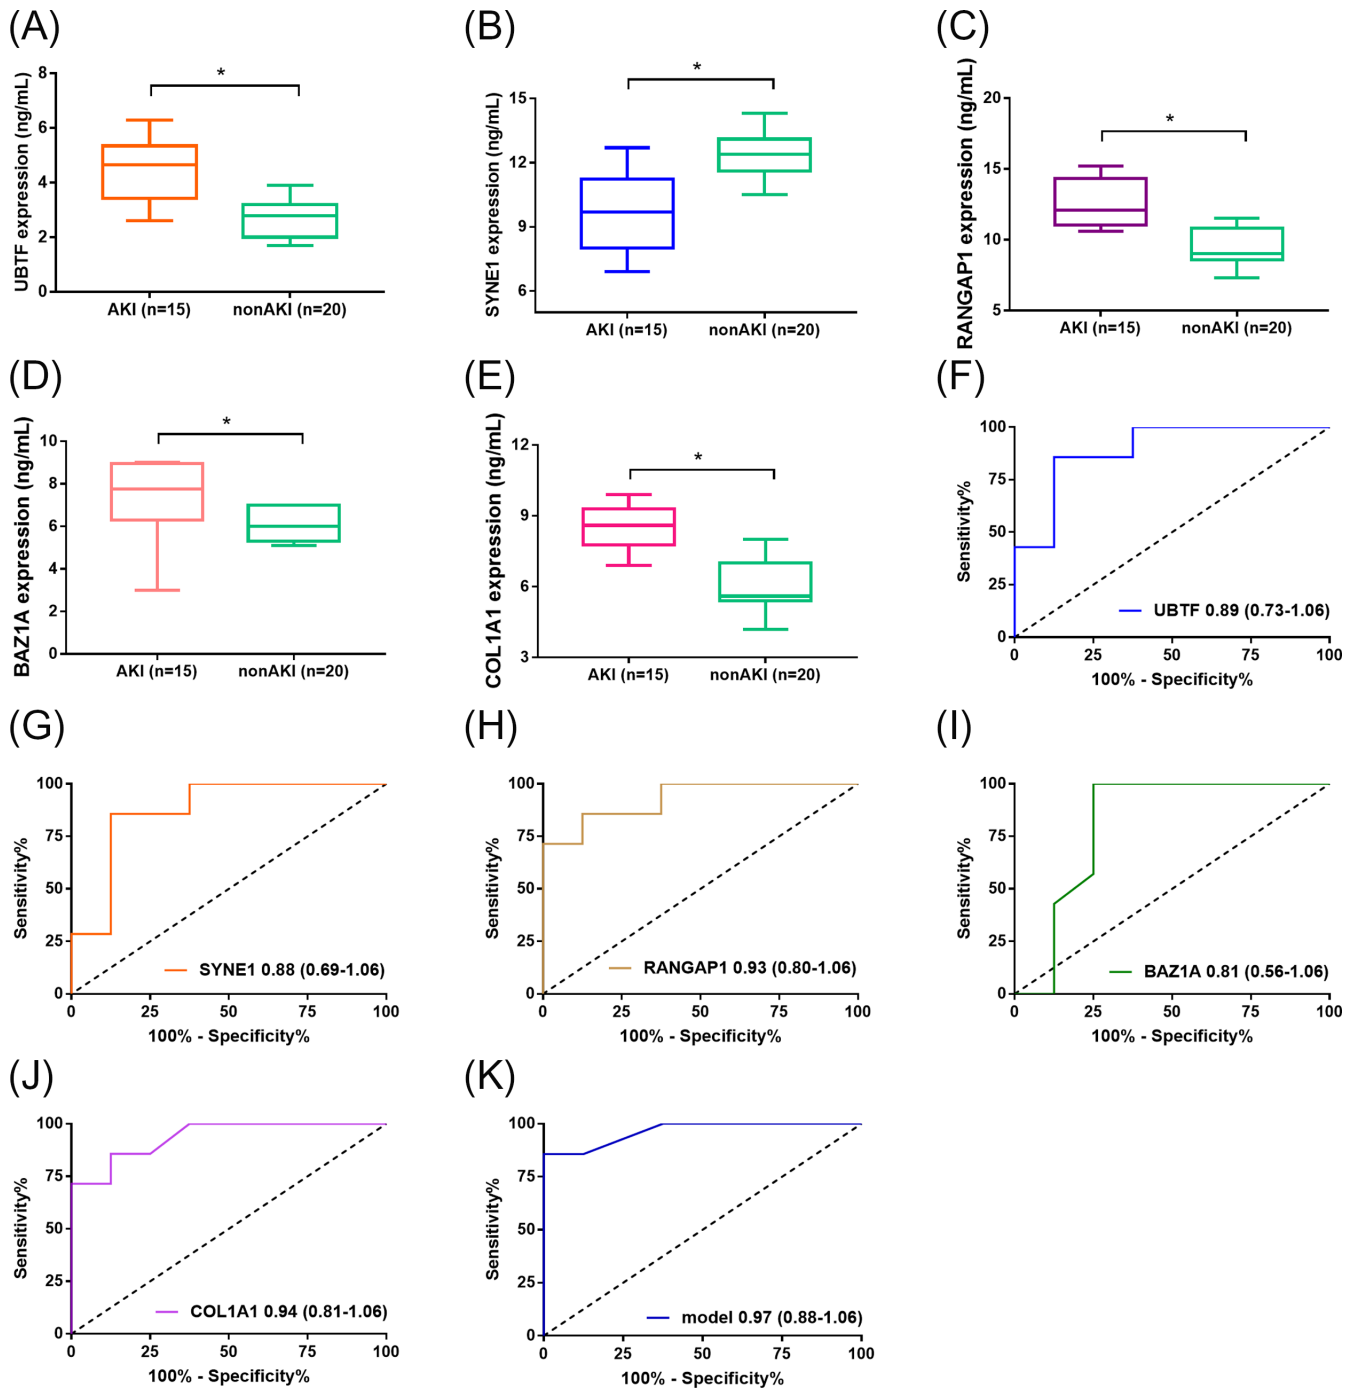 (A)
UBTF expression (ng/mL)
8
6
4
2
0
*
AKI (n=15)
nonAKI (n=20)
(B)
SYNE1 expression (ng/mL)
15
12
9
6
*
AKI (n=15)
nonAKI (n=20)
(C)
RANGAP1 expression (ng/mL)
20
15
10
5
*
AKI (n=15)
nonAKI (n=20)
(D)
BAZ1A expression (ng/mL)
10
8
6
4
2
0
*
AKI (n=15)
nonAKI (n=20)
(E)
COL1A1 expression (ng/mL)
12
9
6
3
*
AKI (n=15)
nonAKI (n=20)
(F)
Sensitivity%
100
75
50
25
0
UBTF 0.89 (0.73-1.06)
0 25 50 75 100
100% - Specificity%
(G)
Sensitivity%
100
75
50
25
0
SYNE1 0.88 (0.69-1.06)
0 25 50 75 100
100% - Specificity%
(H)
Sensitivity%
100
75
50
25
0
RANGAP1 0.93 (0.80-1.06)
0 25 50 75 100
100% - Specificity%
(I)
Sensitivity%
100
75
50
25
0
BAZ1A 0.81 (0.56-1.06)
0 25 50 75 100
100% - Specificity%
(J)
Sensitivity%
100
75
50
25
0
COL1A1 0.94 (0.81-1.06)
0 25 50 75 100
100% - Specificity%
(K)
Sensitivity%
100
75
50
25
0
model 0.97 (0.88-1.06)
0 25 50 75 100
100% - Specificity%